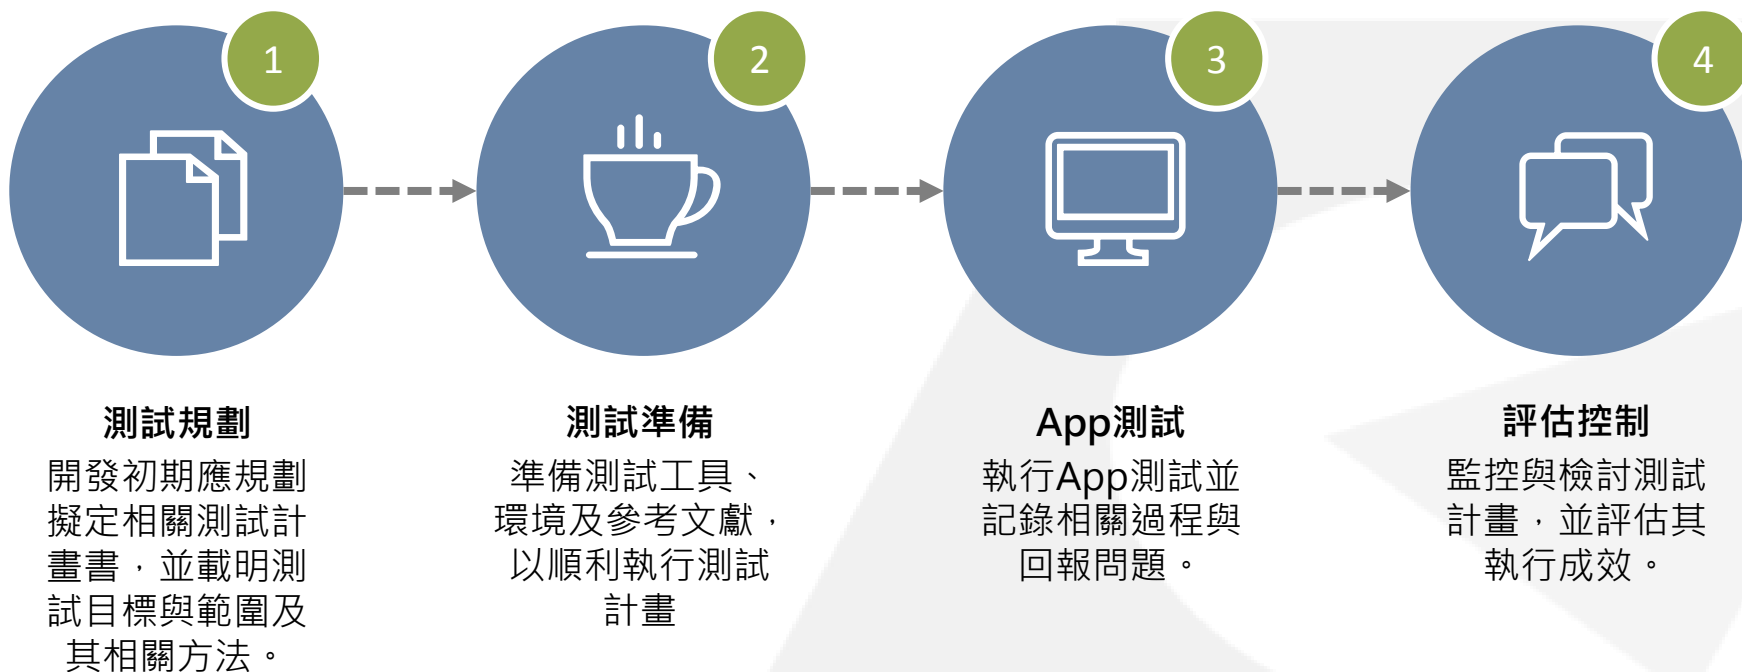 1
2
3
4
測試規劃
開發初期應規劃
擬定相關測試計
畫書，並載明測
試目標與範圍及
其相關方法。
測試準備
準備測試工具、
環境及參考文獻，
以順利執行測試
計畫
App測試
執行App測試並
記錄相關過程與
回報問題。
評估控制
監控與檢討測試
計畫，並評估其
執行成效。